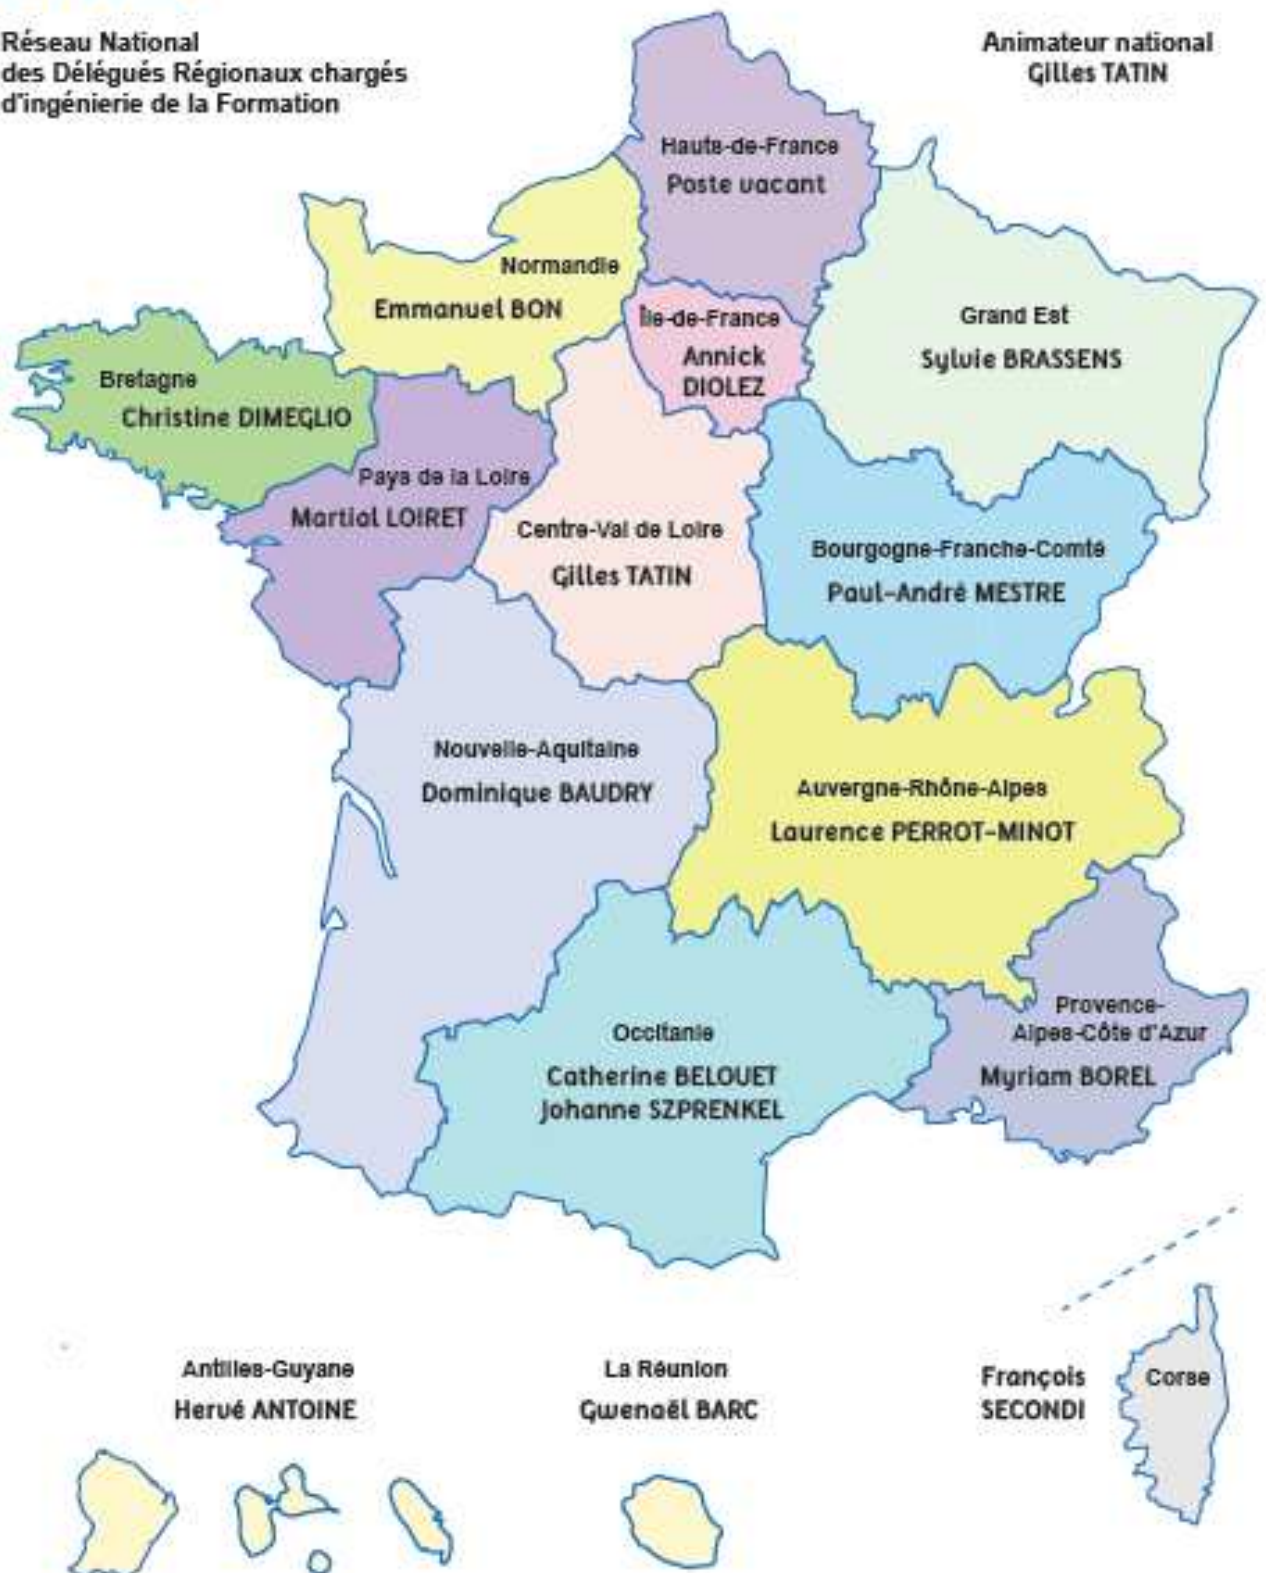 Réseau National
des Délégués Régionaux chargés
d'ingénierie de la Formation
Animateur national
Gilles TATIN
Hauts-de-France
Poste vacant
Normandie
Emmanuel BON
Île-de-France
Annick
DIOLEZ
Grand Est
Sylvie BRASSENS
Bretagne
Christine DIMEGLIO
Pays de la Loire
Martial LOIRET
Centre-Val de Loire
Gilles TATIN
Bourgogne-Franche-Comté
Paul-André MESTRE
Nouvelle-Aquitaine
Dominique BAUDRY
Auvergne-Rhône-Alpes
Laurence PERROT-MINOT
Occitanie
Catherine BELOUET
Johanne SZPRENKEL
Provence-
Alpes-Côte d'Azur
Myriam BOREL
Antilles-Guyane
Hervé ANTOINE
La Réunion
Gwenaël BARC
François
SECONDI
Corse